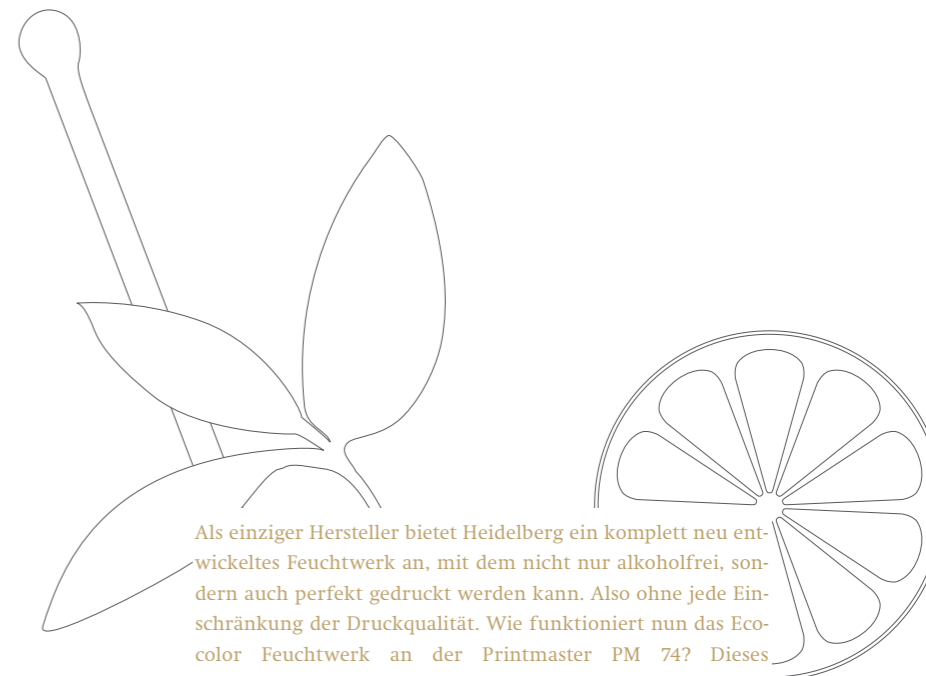 Als einziger Hersteller bietet Heidelberg ein komplett neu ent-
wickeltes Feuchtwerk an, mit dem nicht nur alkoholfrei, son-
dern auch perfekt gedruckt werden kann. Also ohne jede Ein-
schränkung der Druckqualität. Wie funktioniert nun das Eco-
color Feuchtwerk an der Printmaster PM 74? Dieses